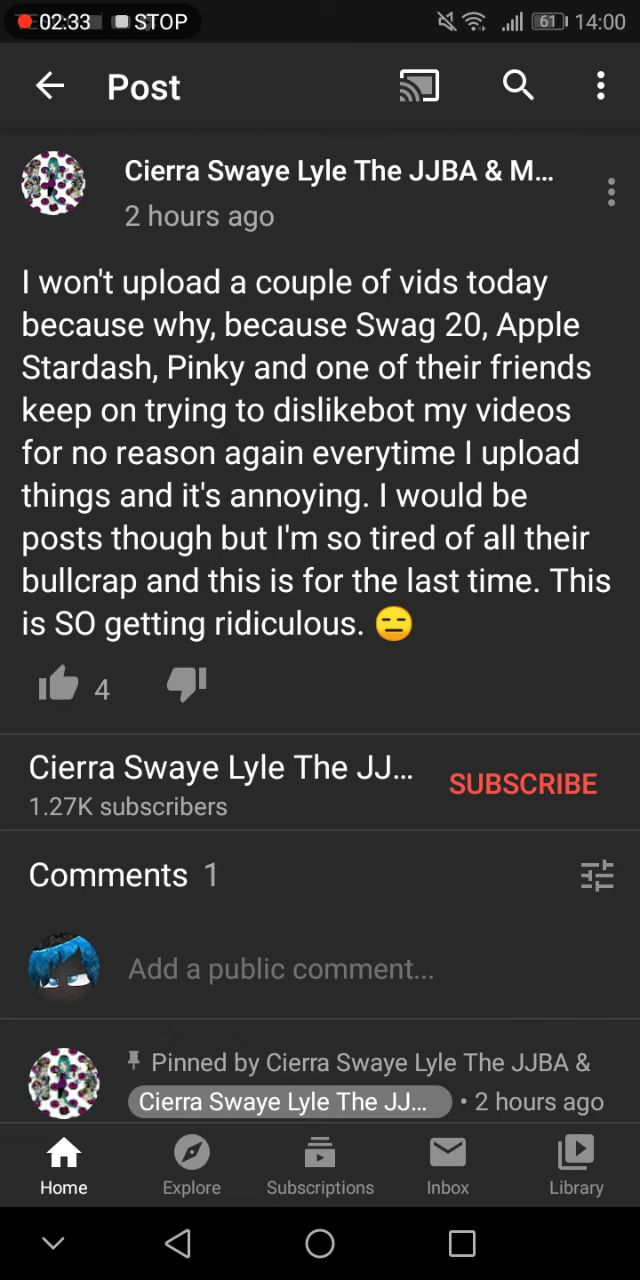 02:33 STOP 61 14:00
Post
Cierra Swaye Lyle The JJBA & M...
2 hours ago
I won't upload a couple of vids today
because why, because Swag 20, Apple
Stardash, Pinky and one of their friends
keep on trying to dislikebot my videos
for no reason again everytime I upload
things and it's annoying. I would be
posts though but I'm so tired of all their
bullcrap and this is for the last time. This
is SO getting ridiculous. 😑
4
Cierra Swaye Lyle The JJ...
SUBSCRIBE
1.27K subscribers
Comments 1
Add a public comment...
Pinned by Cierra Swaye Lyle The JJBA &
Cierra Swaye Lyle The JJ... • 2 hours ago
Home Explore Subscriptions Inbox Library